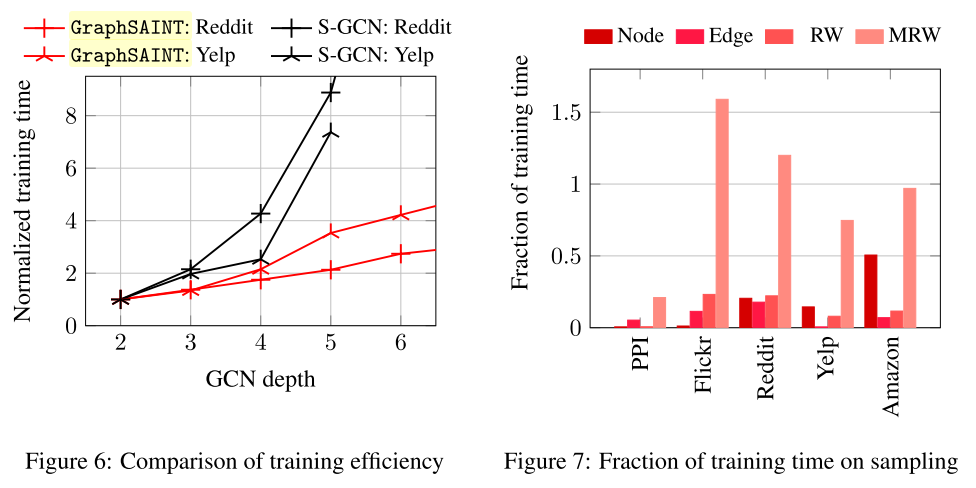 GraphSAINT: Reddit
S-GCN: Reddit
GraphSAINT: Yelp
S-GCN: Yelp
Normalized training time
8
6
4
2
0
2 3 4 5 6
GCN depth
Figure 6: Comparison of training efficiency
Node Edge RW MRW
Fraction of training time
1.5
1
0.5
0
PPI
Flickr
Reddit
Yelp
Amazon
Figure 7: Fraction of training time on sampling